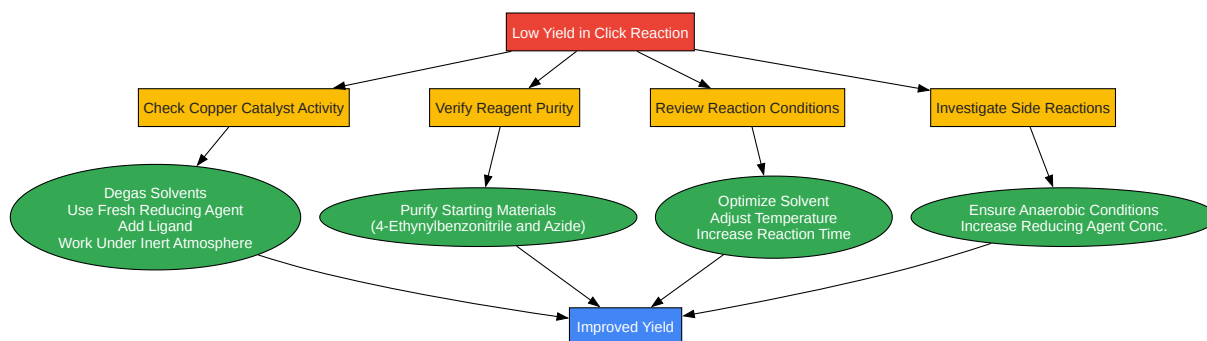 Low Yield in Click Reaction
Check Copper Catalyst Activity
Verify Reagent Purity
Review Reaction Conditions
Investigate Side Reactions
Degas Solvents
Use Fresh Reducing Agent
Add Ligand
Work Under Inert Atmosphere
Purify Starting Materials
(4-Ethynylbenzonitrile and Azide)
Optimize Solvent
Adjust Temperature
Increase Reaction Time
Ensure Anaerobic Conditions
Increase Reducing Agent Conc.
Improved Yield